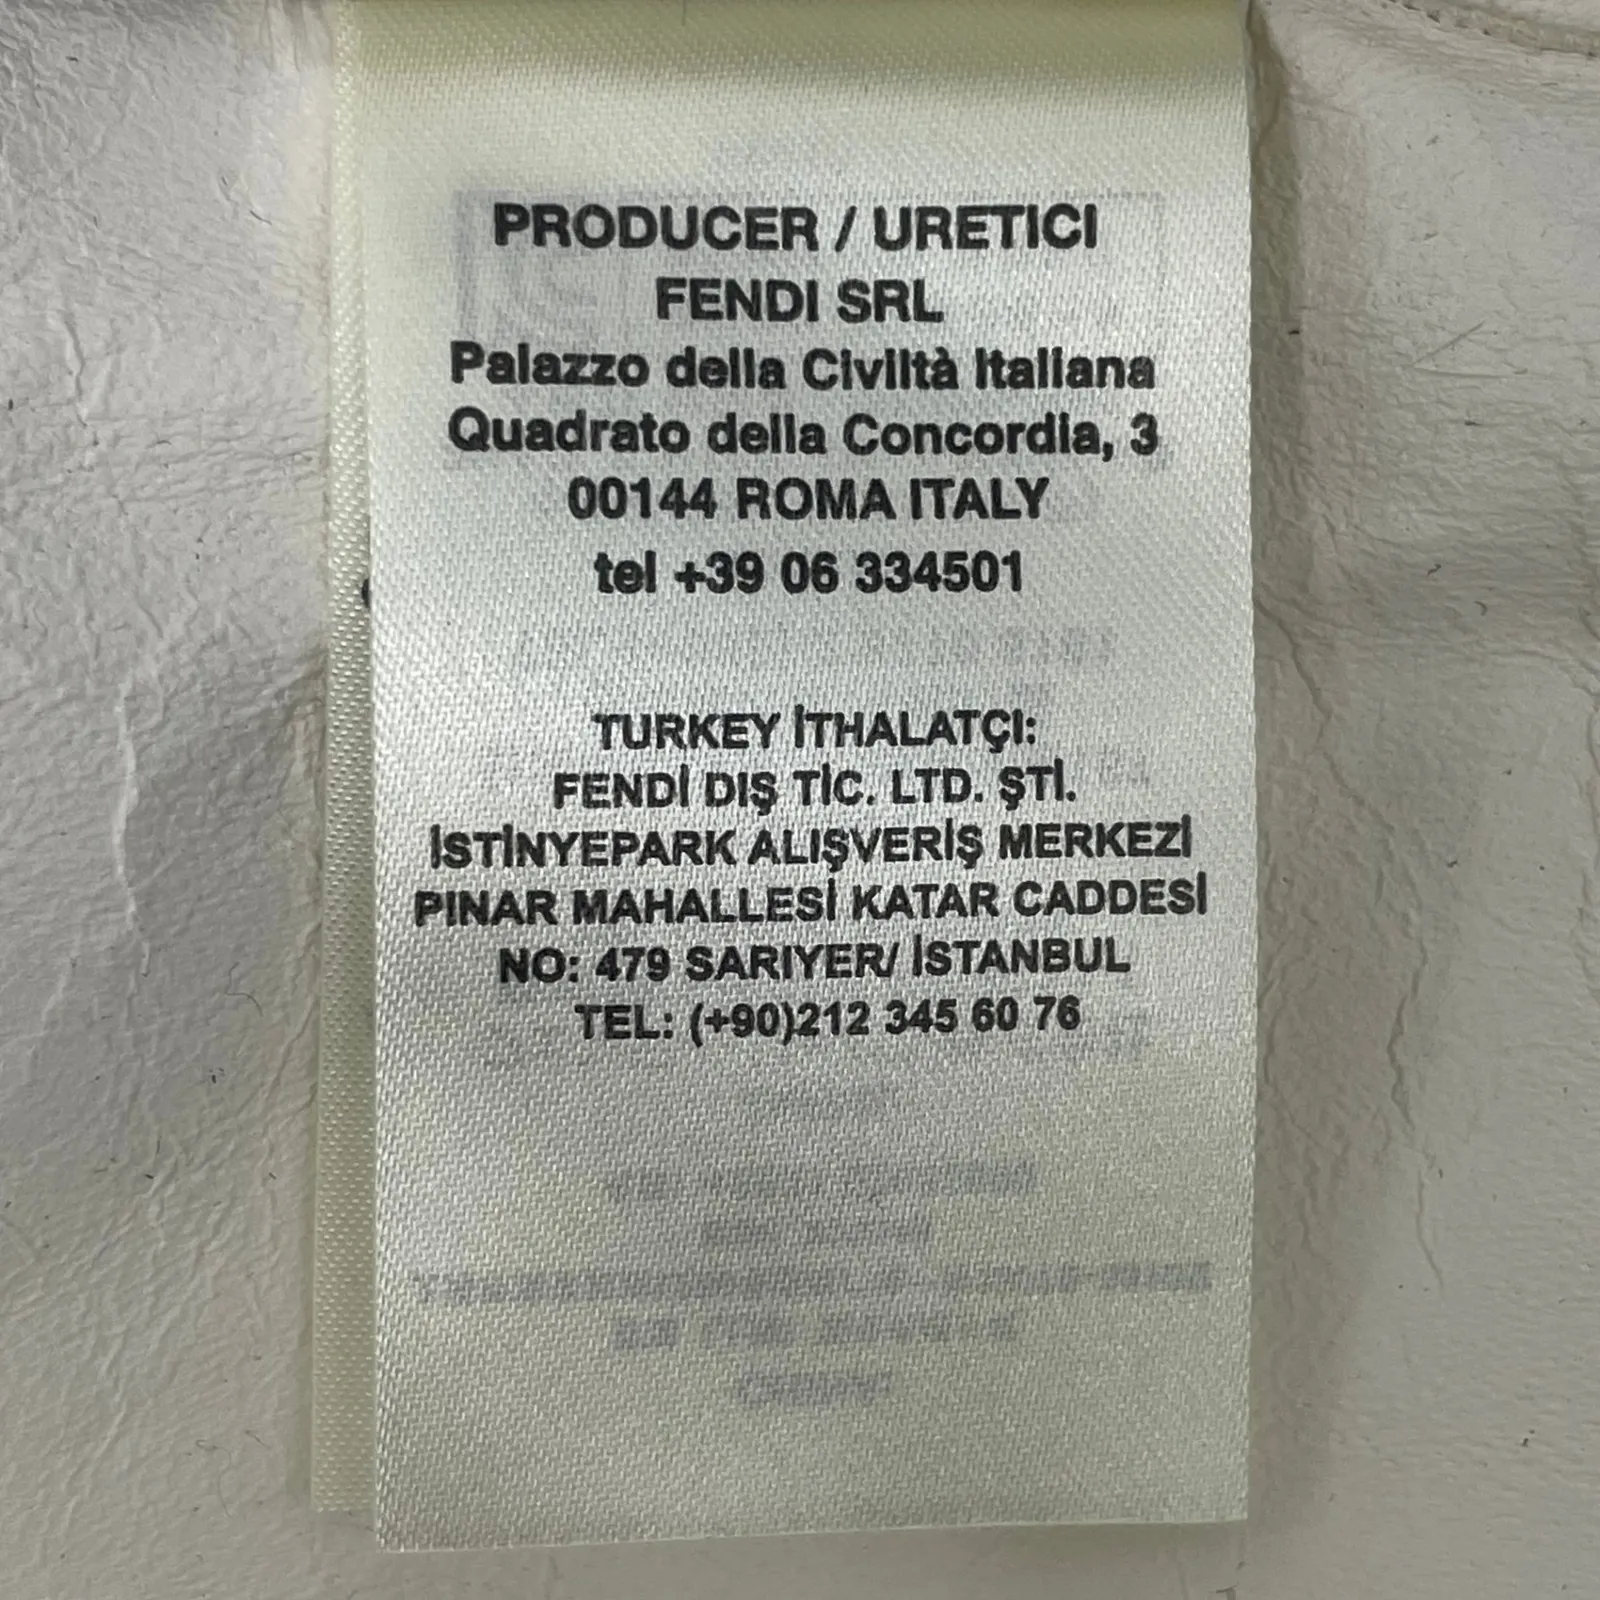 PRODUCER / URETICI
FENDI SRL
Palazzo della Civiltà Italiana
Quadrato della Concordia, 3
00144 ROMA ITALY
tel +39 06 334501
TURKEY İTHALATÇI:
FENDİ DIŞ TİC. LTD. ŞTİ.
İSTİNYEPARK ALIŞVERİŞ MERKEZİ
PINAR MAHALLESİ KATAR CADDESİ
NO: 479 SARIYER/ İSTANBUL
TEL: (+90)212 345 60 76